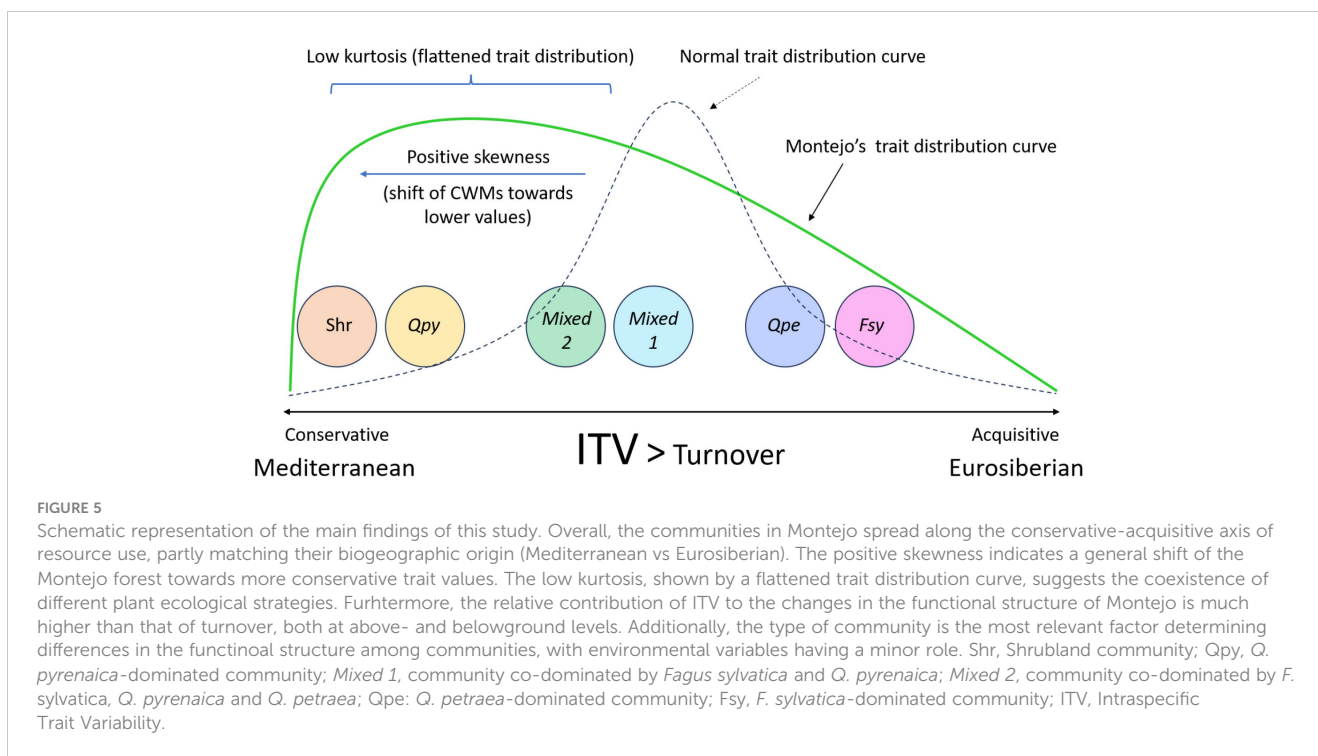 Low kurtosis (flattened trait distribution)
Normal trait distribution curve
Montejo's trait distribution curve
Positive skewness
(shift of CWMs towards
lower values)
Shr
Qpy
Mixed
2
Mixed
1
Qpe
Fsy
Conservative
Mediterranean
ITV > Turnover
Acquisitive
Eurosiberian
FIGURE 5
Schematic representation of the main findings of this study. Overall, the communities in Montejo spread along the conservative-acquisitive axis of
resource use, partly matching their biogeographic origin (Mediterranean vs Eurosiberian). The positive skewness indicates a general shift of the
Montejo forest towards more conservative trait values. The low kurtosis, shown by a flattened trait distribution curve, suggests the coexistence of
different plant ecological strategies. Furhtermore, the relative contribution of ITV to the changes in the functional structure of Montejo is much
higher than that of turnover, both at above- and belowground levels. Additionally, the type of community is the most relevant factor determining
differences in the functinoal structure among communities, with environmental variables having a minor role. Shr, Shrubland community; Qpy, Q.
pyrenaica-dominated community; Mixed 1, community co-dominated by Fagus sylvatica and Q. pyrenaica; Mixed 2, community co-dominated by F.
sylvatica, Q. pyrenaica and Q. petraea; Qpe: Q. petraea-dominated community; Fsy, F. sylvatica-dominated community; ITV, Intraspecific
Trait Variability.